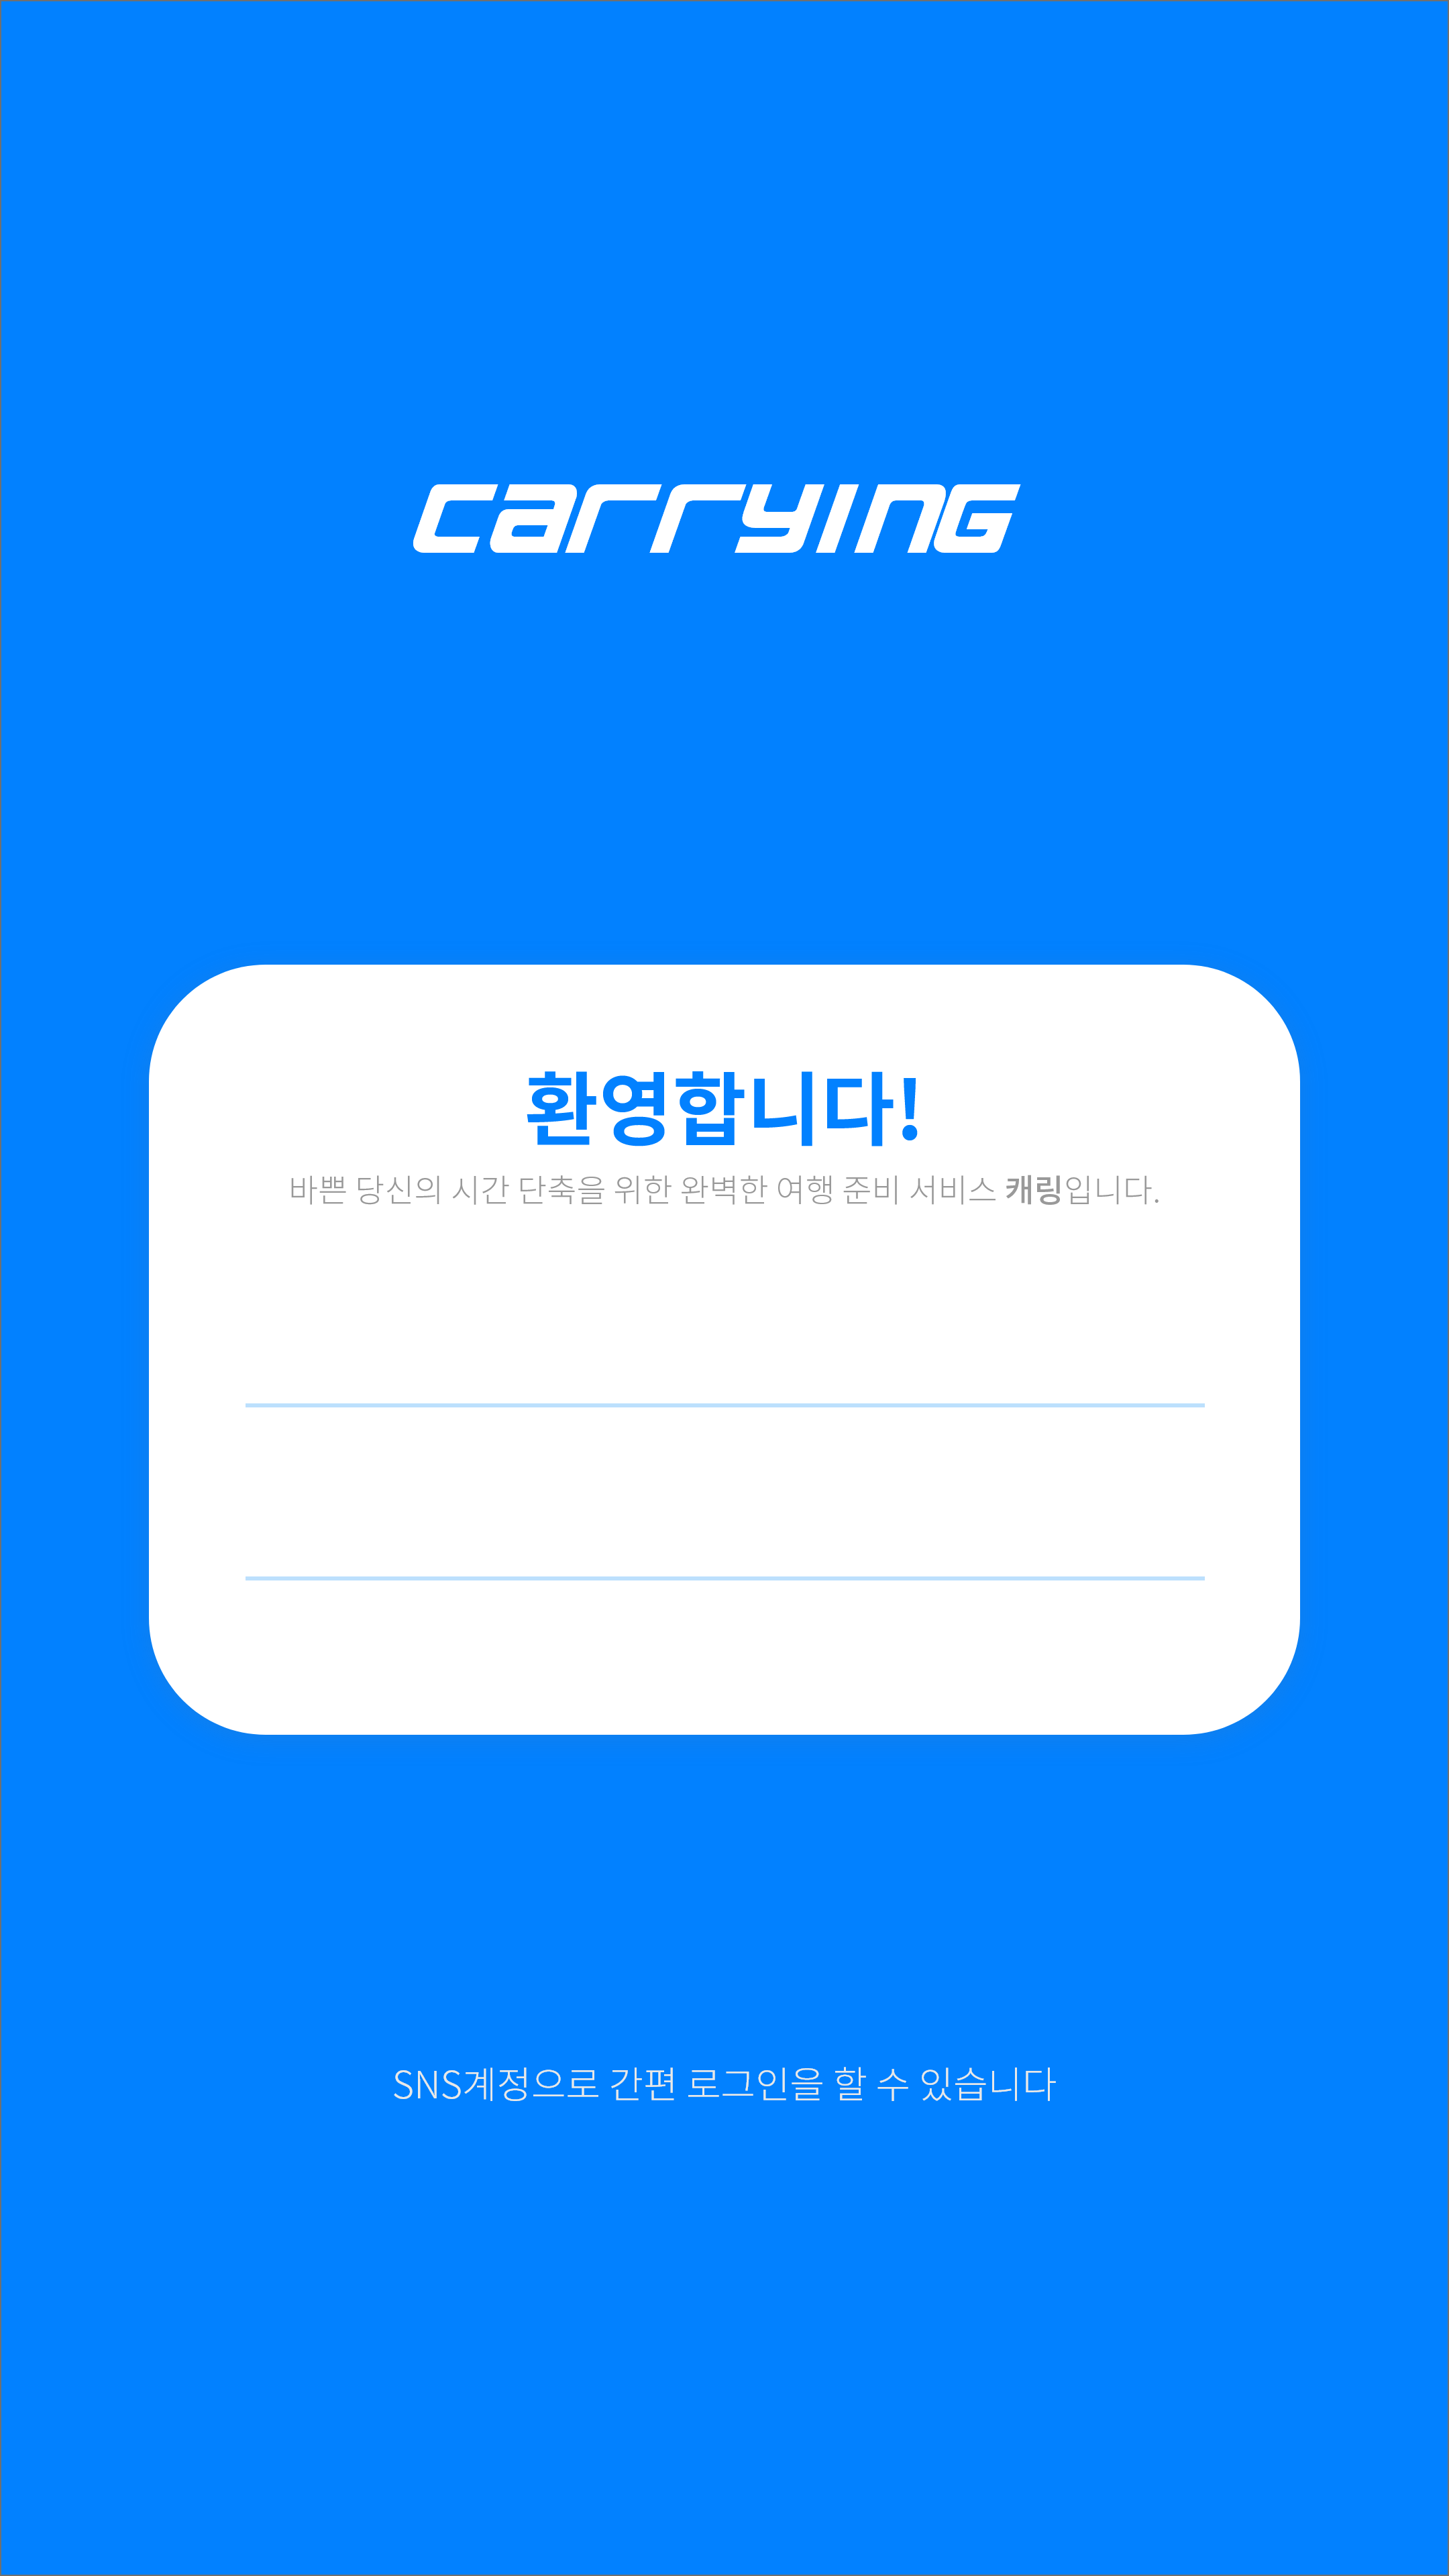 carryinG
환영합니다!
바쁜 당신의 시간 단축을 위한 완벽한 여행 준비 서비스 캐링입니다.
SNS계정으로 간편 로그인을 할 수 있습니다